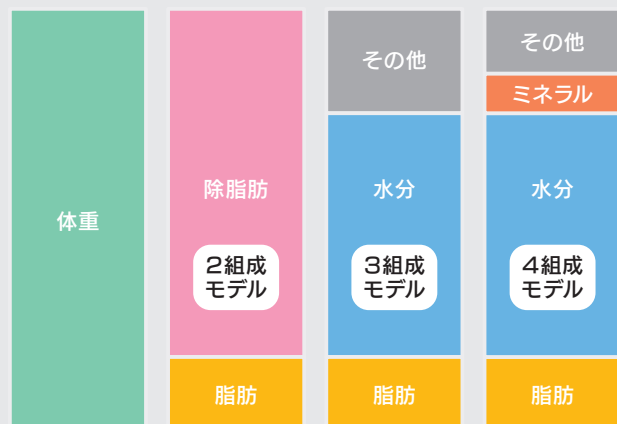 体重
除脂肪
2組成
モデル
脂肪
その他
水分
3組成
モデル
脂肪
その他
ミネラル
水分
4組成
モデル
脂肪